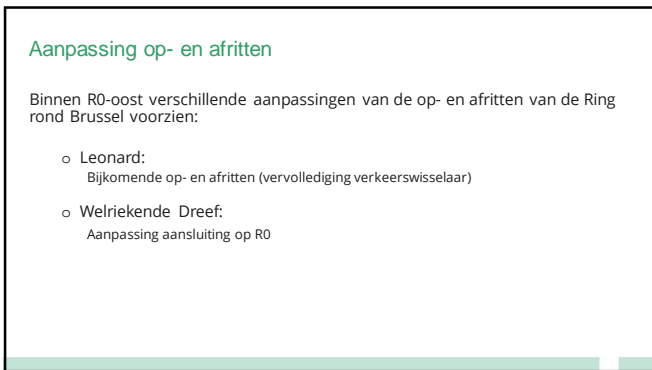 Aanpassing op- en afritten
Binnen R0-oost verschillende aanpassingen van de op- en afritten van de Ring
rond Brussel voorzien:
o Leonard:
Bijkomende op- en afritten (vervollediging verkeerswisselaar)
o Welriekende Dreef:
Aanpassing aansluiting op R0